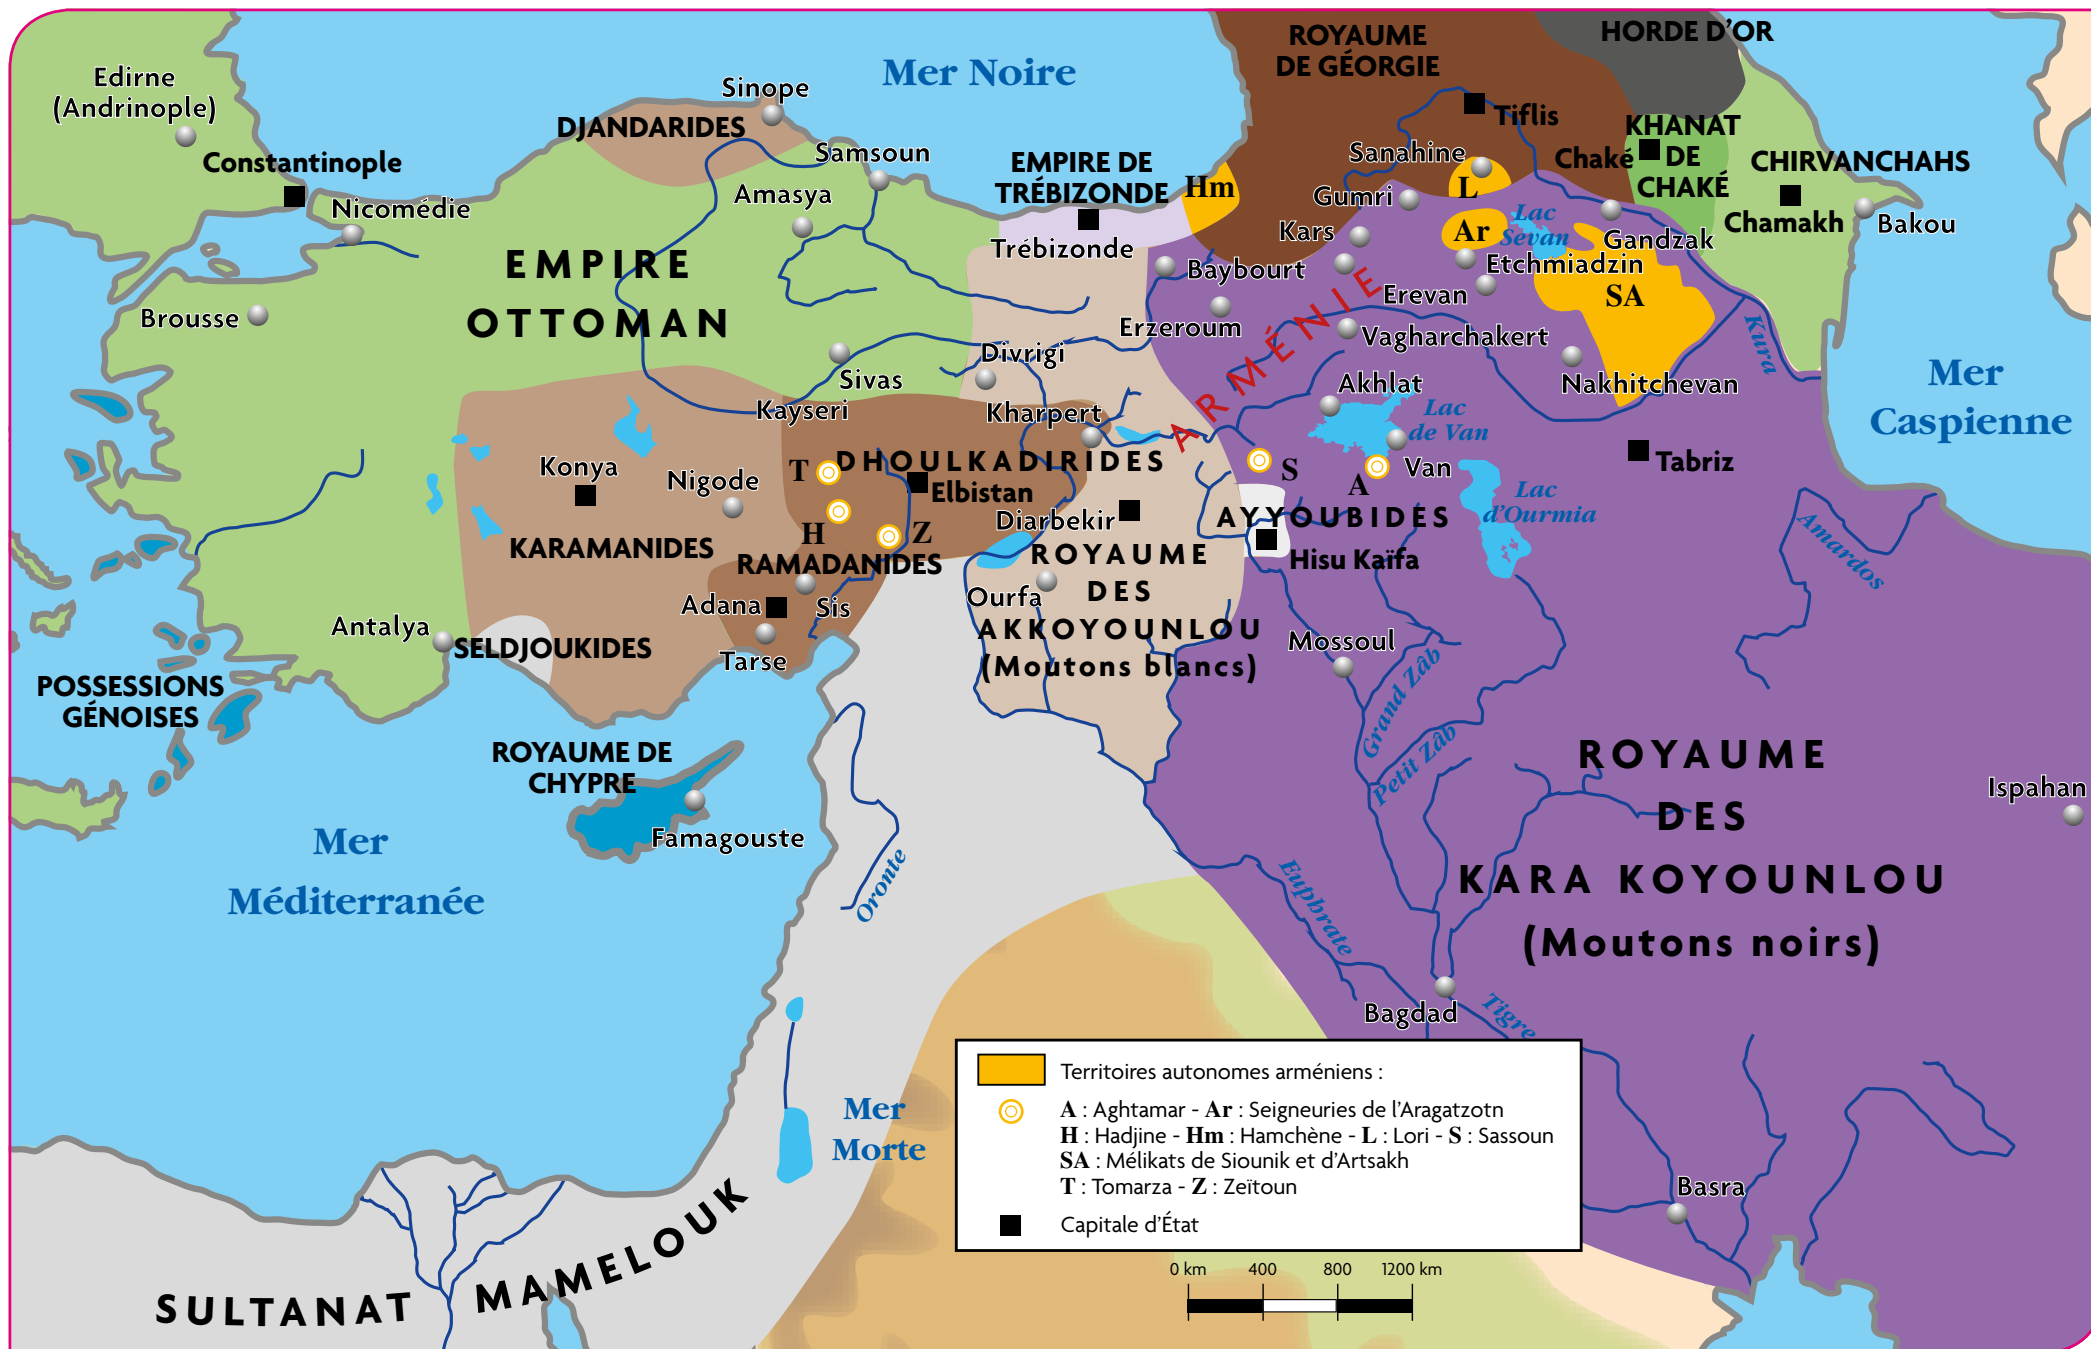 ROYAUME
DE GÉORGIE
HORDE D'OR
Edirne
(Andrinople)
Mer Noire
Sinope
DJANDARIDES
Tiflis
KHANAT
DE
CHAKÉ
Chaké
CHIRVANCHAHS
Constantinople
Samsoun
EMPIRE DE
TRÉBIZONDE
Hm
Sanahine
L
Gumri
Amasya
Nicomédie
Chamakh
Bakou
Kars
Ar
Lac
Sevan
Gandzak
Trébizonde
Baybourt
Etchmiadzin
EMPIRE
OTTOMAN
Erevan
SA
Brousse
Erzeroum
ARMÉNIE
Vagharchakert
Kura
Divrigi
Sivas
Nakhitchevan
Akhlat
Mer
Caspienne
Kayseri
Kharpert
Lac
de Van
Konya
Nigode
T
DHOULKADIRIDES
Elbistan
S
A
Van
Tabriz
Lac
d'Ourmia
H
Z
Diarbekir
AYYOUBIDES
Hisu Kaïfa
Amardos
KARAMANIDES
RAMADANIDES
ROYAUME
DES
AKKOYOUNLOU
(Moutons blancs)
Ourfa
Adana
Sis
Antalya
SELDJOUKIDES
Tarse
Mossoul
Grand Zâb
Petit Zâb
POSSESSIONS
GÉNOISES
ROYAUME DE
CHYPRE
Famagouste
ROYAUME
DES
KARA KOYOUNLOU
(Moutons noirs)
Ispahan
Mer
Méditerranée
Oronte
Euphrate
Bagdad
Tigre
Mer
Morte
Basra
SULTANAT MAMELOUK
Territoires autonomes arméniens :
A : Aghtamar - Ar : Seigneuries de l'Aragatzotn
H : Hadjine - Hm : Hamchène - L : Lori - S : Sassoun
SA : Mélikats de Siounik et d'Artsakh
T : Tomarza - Z : Zeïtoun
Capitale d'État
0 km 400 800 1200 km